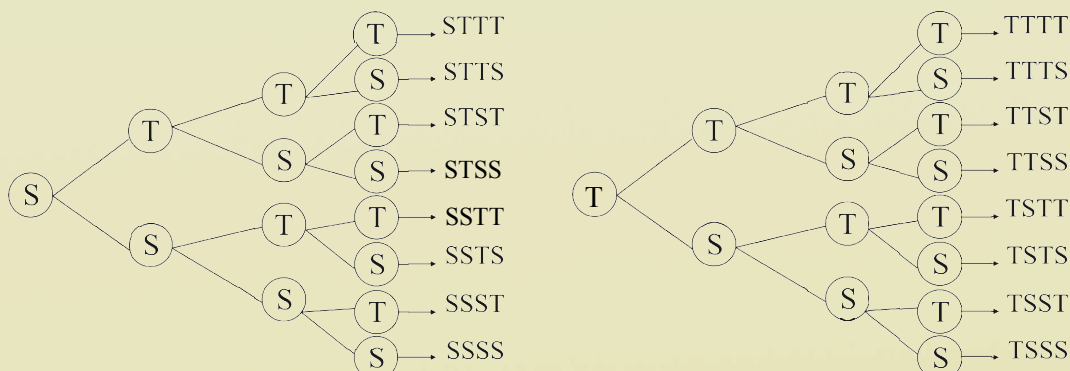 S
T
S
T
S
T
S
T STTT
S STTS
T STST
S STSS
T SSTT
S SSTS
T SSST
S SSSS
T
T
S
T
S
T
S
T TTTT
S TTTS
T TTST
S TTSS
T TSTT
S TSTS
T TSST
S TSSS